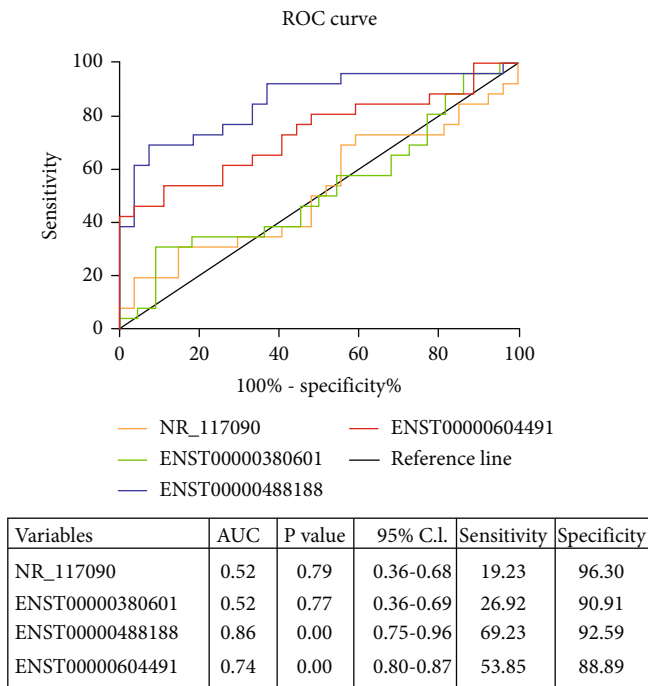 ROC curve
100
80
60
40
20
0
Sensitivity
0 20 40 60 80 100
100% - specificity%
NR_117090
ENST00000604491
ENST00000380601
Reference line
ENST00000488188
Variables AUC P value 95% C.l. Sensitivity Specificity
NR_117090 0.52 0.79 0.36-0.68 19.23 96.30
ENST00000380601 0.52 0.77 0.36-0.69 26.92 90.91
ENST00000488188 0.86 0.00 0.75-0.96 69.23 92.59
ENST00000604491 0.74 0.00 0.80-0.87 53.85 88.89